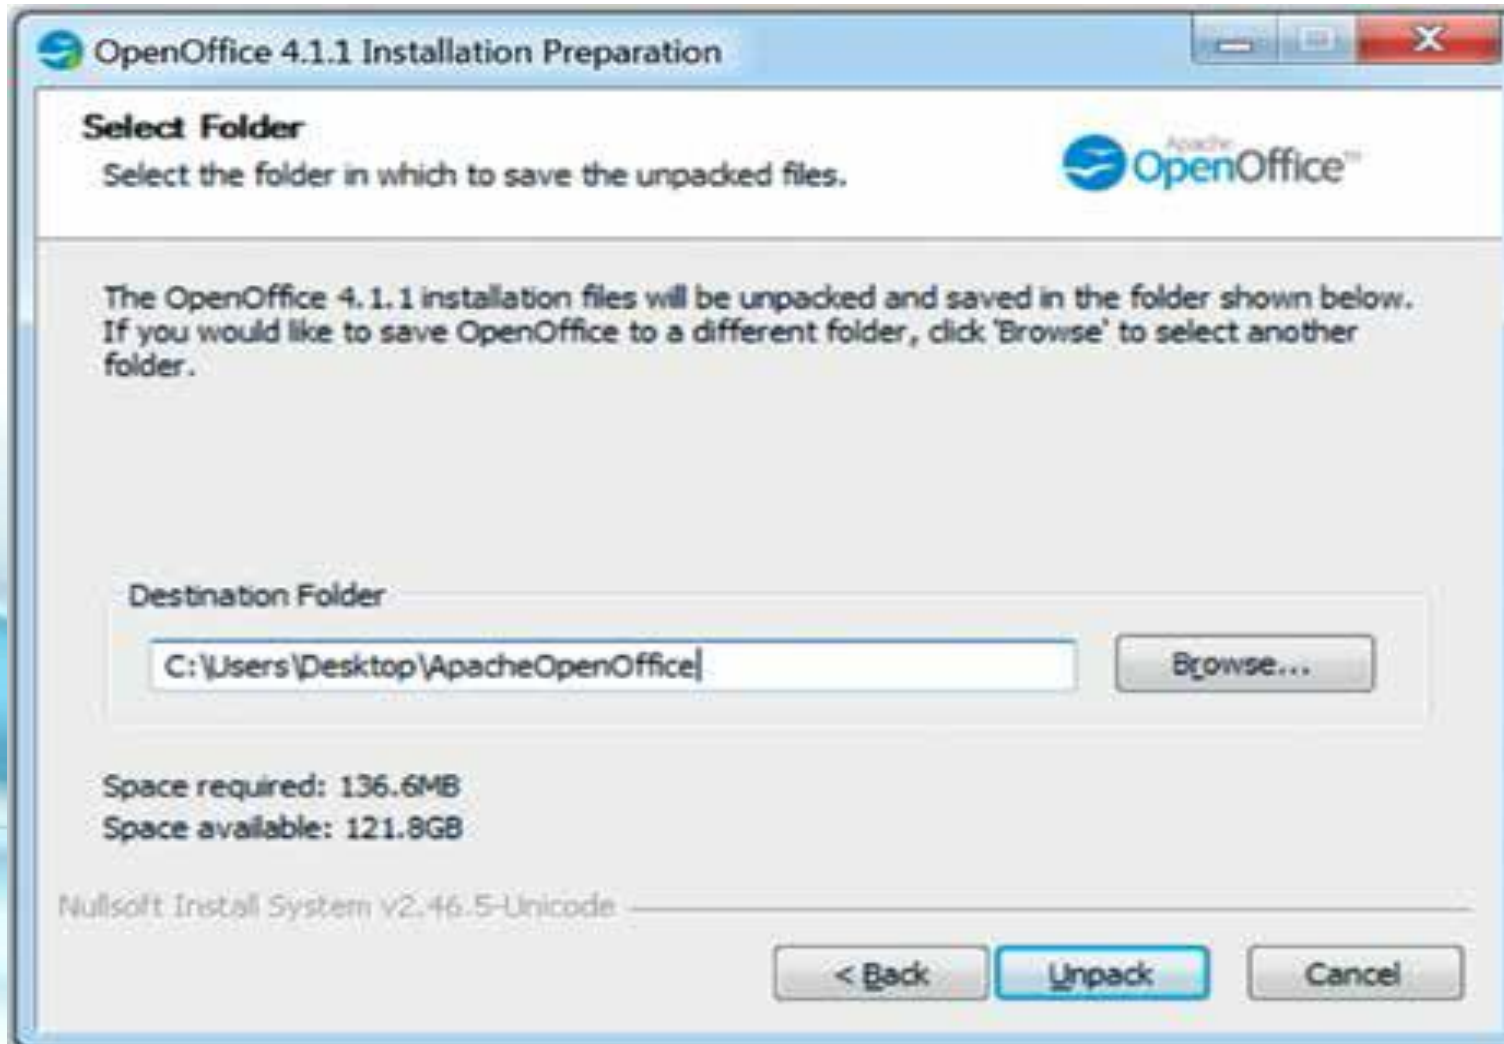 OpenOffice 4.1.1 Installation Preparation
Select Folder
Select the folder in which to save the unpacked files.
Apache
OpenOffice™
The OpenOffice 4.1.1 installation files will be unpacked and saved in the folder shown below.
If you would like to save OpenOffice to a different folder, click 'Browse' to select another
folder.
Destination Folder
C:\Users\Desktop\ApacheOpenOffice
Browse...
Space required: 136.6MB
Space available: 121.8GB
Nullsoft Install System v2.46.5-Unicode
< Back
Unpack
Cancel